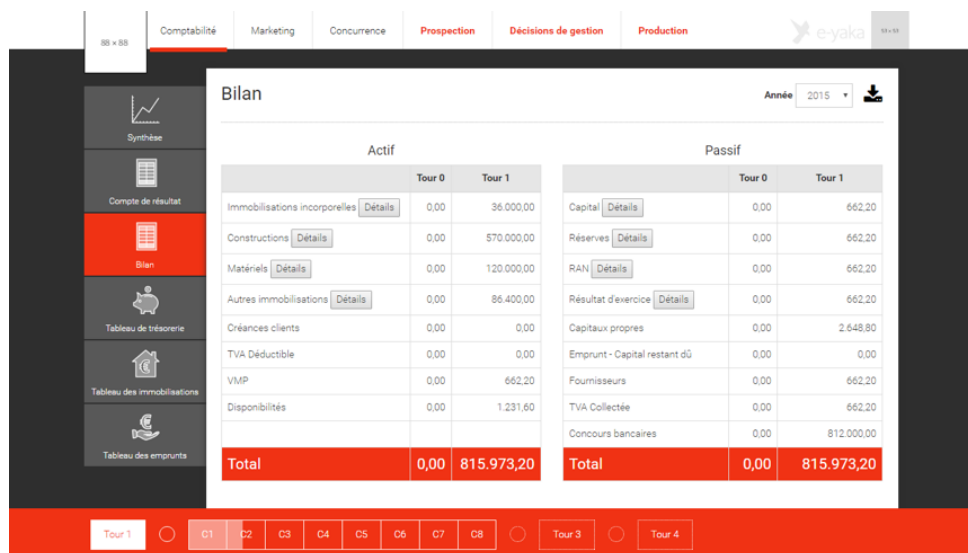 88 × 88
Comptabilité Marketing Concurrence Prospection Décisions de gestion Production
e-yaka
Synthèse
Compte de résultat
Bilan
Tableau de trésorerie
Tableau des immobilisations
Tableau des emprunts
Bilan
Année 2015
Actif
Tour 0 Tour 1
Immobilisations incorporelles Détails 0,00 36.000,00
Constructions Détails 0,00 570.000,00
Matériels Détails 0,00 120.000,00
Autres immobilisations Détails 0,00 86.400,00
Créances clients 0,00 0,00
TVA Déductible 0,00 0,00
VMP 0,00 662,20
Disponibilités 0,00 1.231,60
Total 0,00 815.973,20
Passif
Tour 0 Tour 1
Capital Détails 0,00 662,20
Réserves Détails 0,00 662,20
RAN Détails 0,00 662,20
Résultat d'exercice Détails 0,00 662,20
Capitaux propres 0,00 2.648,80
Emprunt - Capital restant dû 0,00 0,00
Fournisseurs 0,00 662,20
TVA Collectée 0,00 662,20
Concours bancaires 0,00 812.000,00
Total 0,00 815.973,20
Tour 1 C1 C2 C3 C4 C5 C6 C7 C8 Tour 3 Tour 4